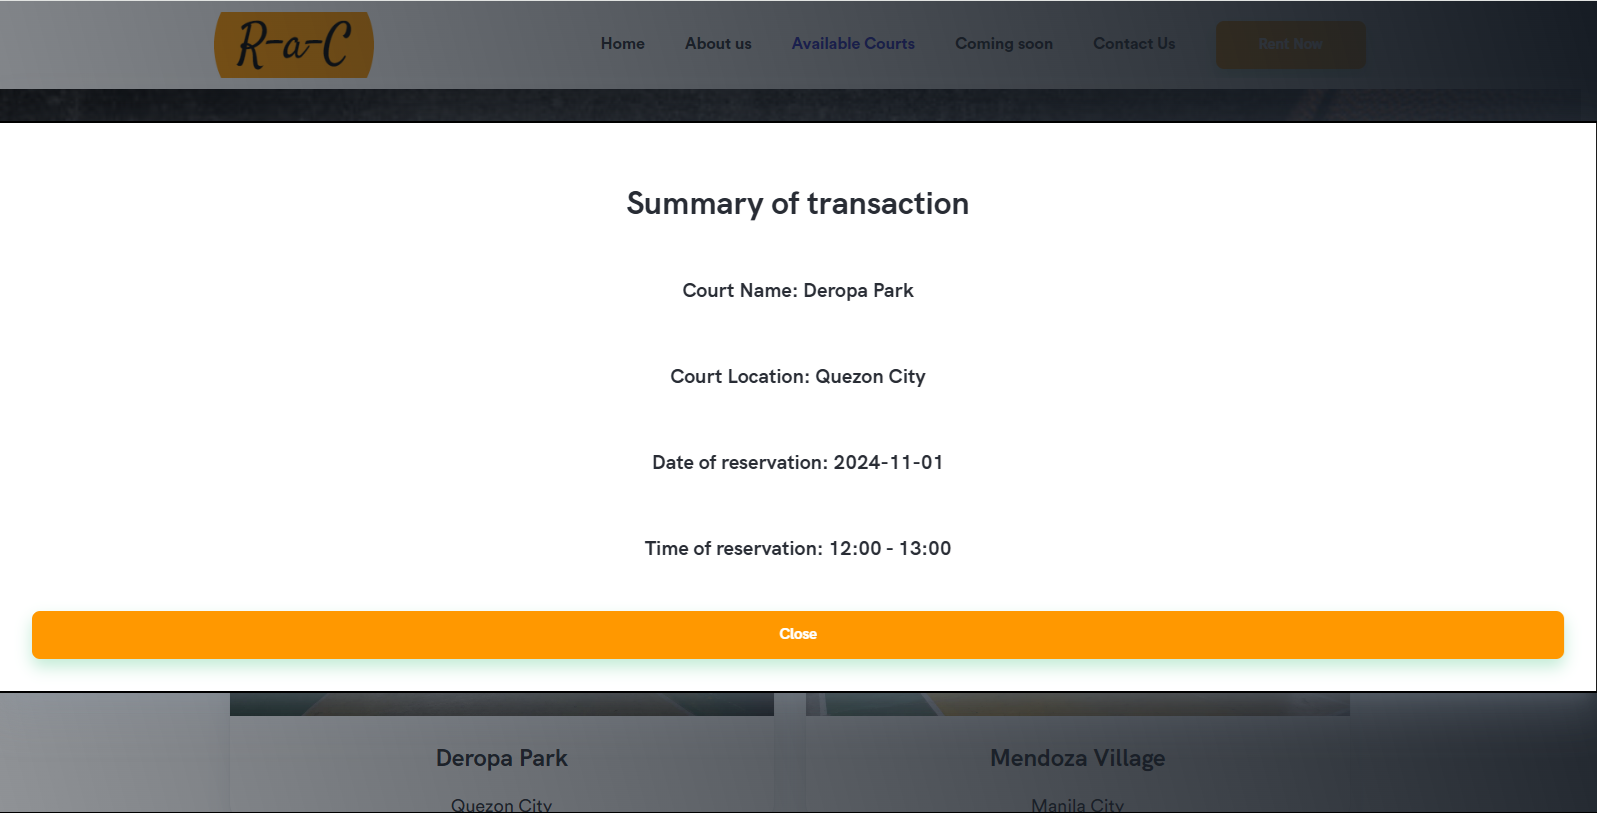 R-a-C
Home
About us
Available Courts
Coming soon
Contact Us
Rant Now
Summary of transaction
Court Name: Deropa Park
Court Location: Quezon City
Date of reservation: 2024-11-01
Time of reservation: 12:00 - 13:00
Close
Deropa Park
Mendoza Village
Quezon City
Manila City